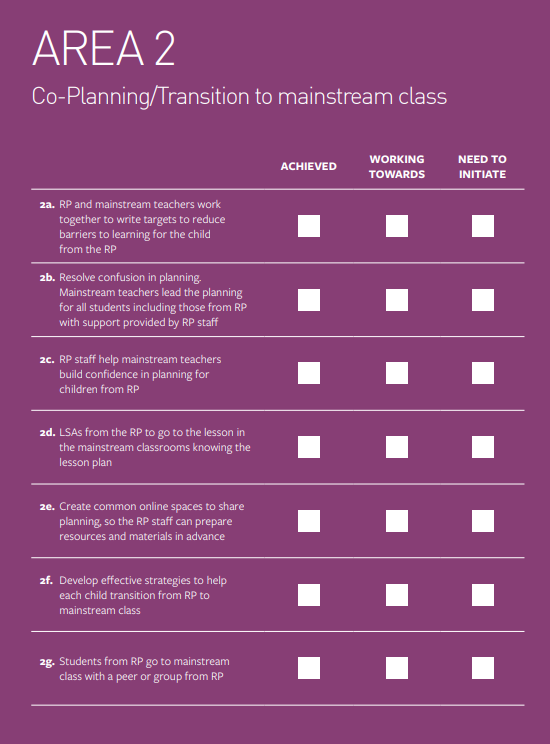 AREA 2
Co-Planning/Transition to mainstream class
ACHIEVED
WORKING
TOWARDS
NEED TO
INITIATE
2a. RP and mainstream teachers work
together to write targets to reduce
barriers to learning for the child
from the RP
2b. Resolve confusion in planning.
Mainstream teachers lead the planning
for all students including those from RP
with support provided by RP staff
2c. RP staff help mainstream teachers
build confidence in planning for
children from RP
2d. LSAs from the RP to go to the lesson in
the mainstream classrooms knowing the
lesson plan
2e. Create common online spaces to share
planning, so the RP staff can prepare
resources and materials in advance
2f. Develop effective strategies to help
each child transition from RP to
mainstream class
2g. Students from RP go to mainstream
class with a peer or group from RP